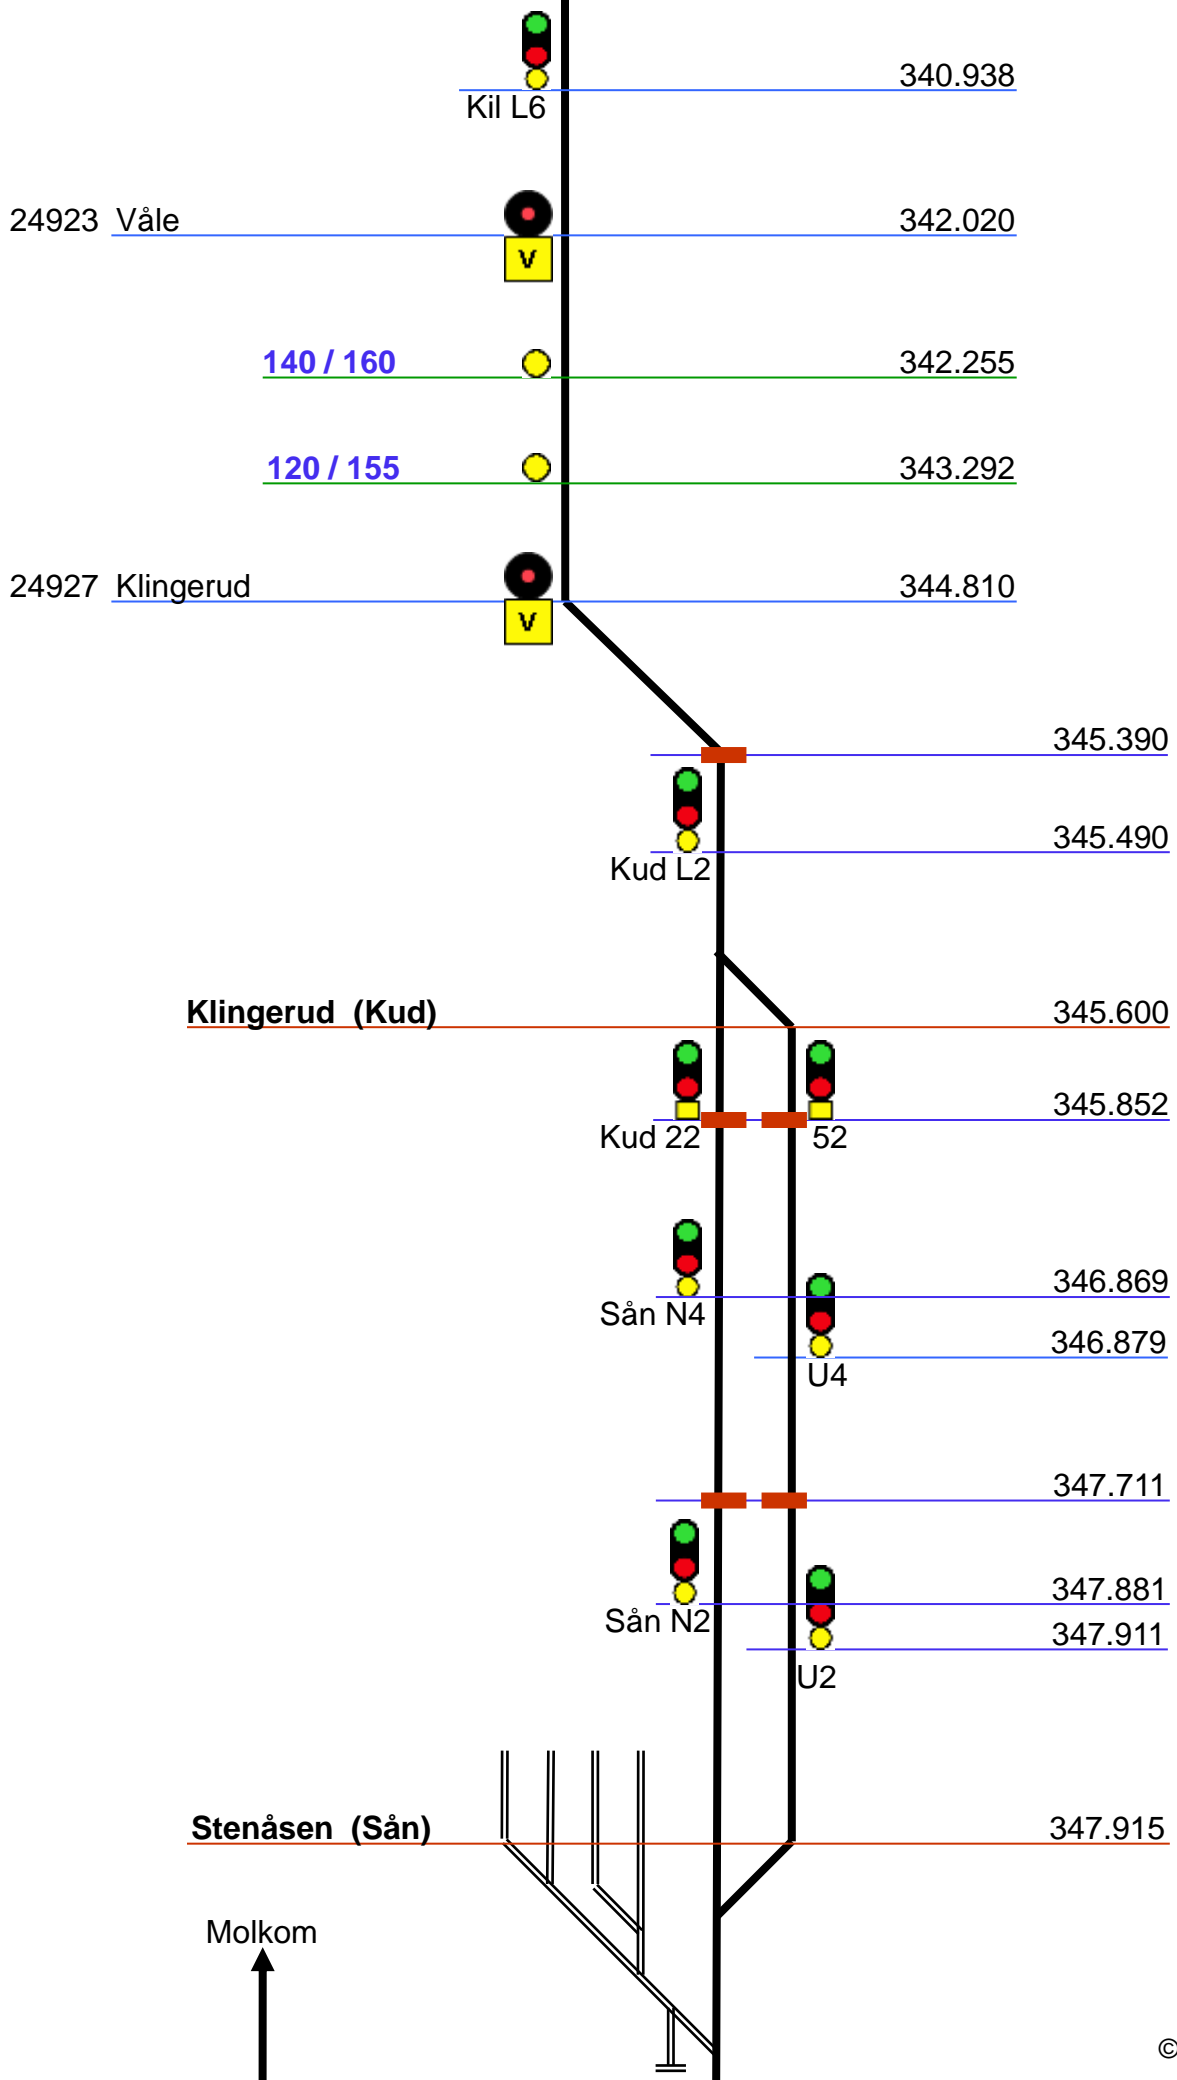 340.938
Kil L6
24923 Våle 342.020
V
140 / 160 342.255
120 / 155 343.292
24927 Klingerud 344.810
V
345.390
345.490
Kud L2
Klingerud (Kud) 345.600
345.852
Kud 22 52
346.869
Sån N4
346.879
U4
347.711
347.881
Sån N2 347.911
U2
Stenåsen (Sån) 347.915
Molkom
©